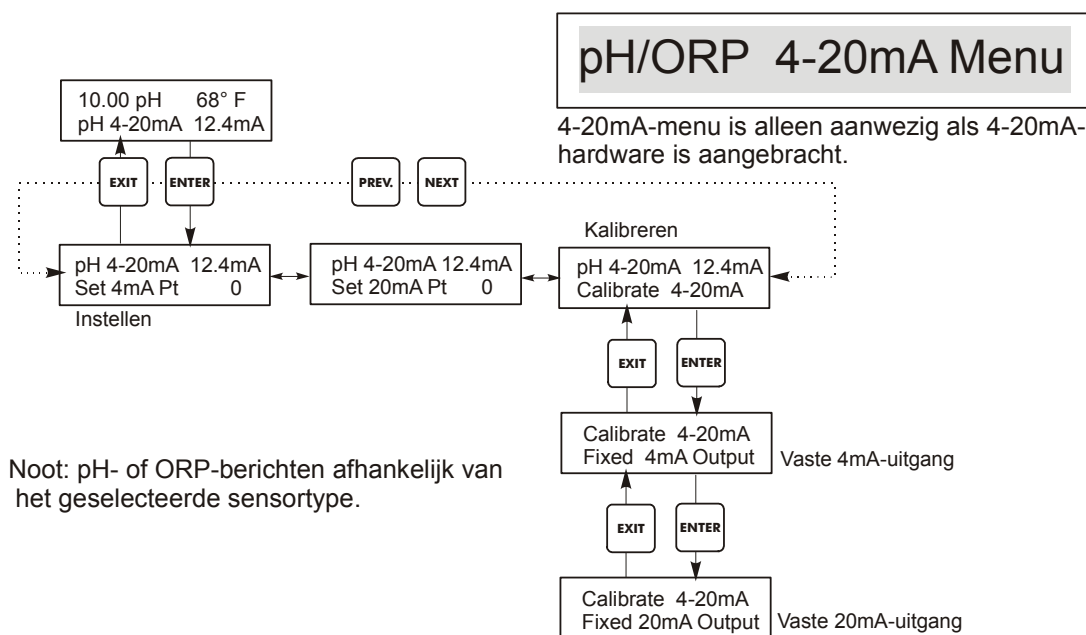 pH/ORP 4-20mA Menu
4-20mA-menu is alleen aanwezig als 4-20mA-
hardware is aangebracht.
10.00 pH 68° F
pH 4-20mA 12.4mA
EXIT ENTER PREV. NEXT
pH 4-20mA 12.4mA
Set 4mA Pt 0
Instellen
pH 4-20mA 12.4mA
Set 20mA Pt 0
Kalibreren
pH 4-20mA 12.4mA
Calibrate 4-20mA
EXIT ENTER
Calibrate 4-20mA
Fixed 4mA Output
Vaste 4mA-uitgang
Noot: pH- of ORP-berichten afhankelijk van
het geselecteerde sensortype.
EXIT ENTER
Calibrate 4-20mA
Fixed 20mA Output
Vaste 20mA-uitgang